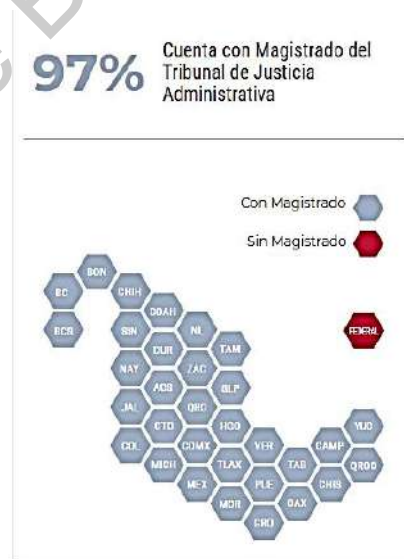 97%
Cuenta con Magistrado del
Tribunal de Justicia
Administrativa
Con Magistrado
Sin Magistrado
SON
BC
CHIH
COAH
BCS
SIN
NL
FEDERAL
DUR
TAM
NAY
ZAC
AGS
SLP
JAL
QRO
GTO
HGO
YUC
COL
CDMX
VER
CAMP
MICH
TLAX
TAB
QROO
MEX
PUE
CHIS
MOR
OAX
GRO